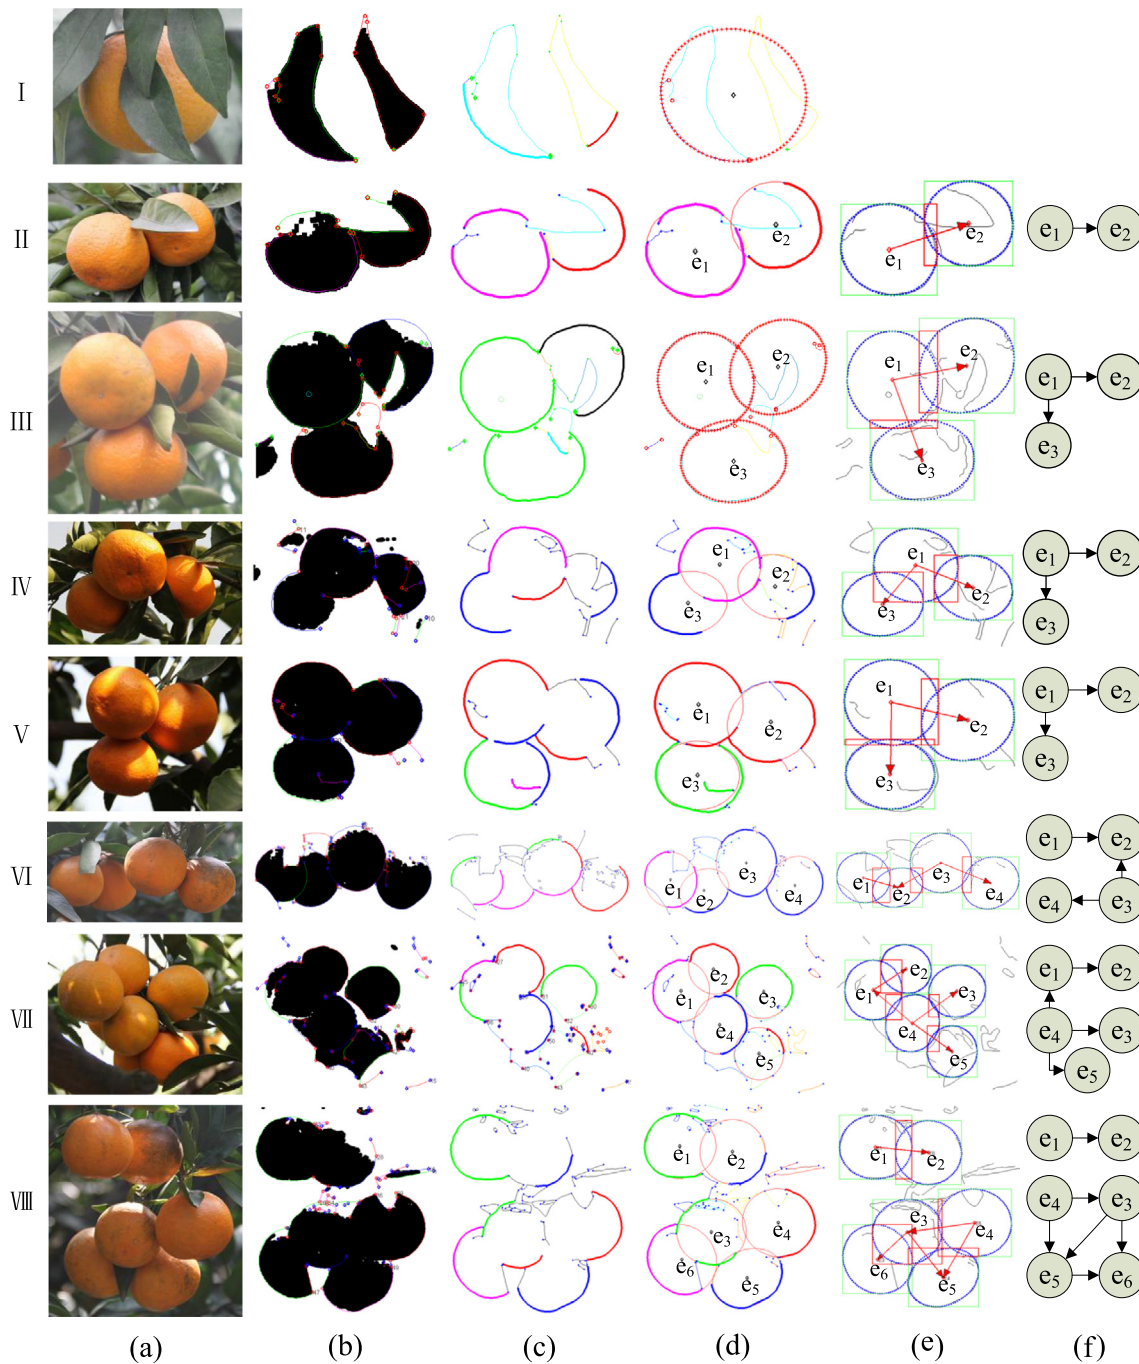 I
II
e₁ e₂ e₁ e₂ e₁ e₂
III
e₁ e₂ e₃ e₁ e₂ e₃ e₁ e₂ e₃
IV
e₁ e₂ e₃ e₁ e₂ e₃ e₁ e₂ e₃
V
e₁ e₂ e₃ e₁ e₂ e₃ e₁ e₂ e₃
VI
e₁ e₂ e₃ e₄ e₁ e₂ e₃ e₄ e₁ e₂ e₄ e₃
VII
e₁ e₂ e₃ e₄ e₅ e₁ e₂ e₃ e₄ e₅ e₁ e₂ e₄ e₃ e₅
VIII
e₁ e₂ e₃ e₄ e₆ e₅ e₁ e₂ e₃ e₄ e₆ e₅ e₁ e₂ e₄ e₃ e₅ e₆
(a) (b) (c) (d) (e) (f)